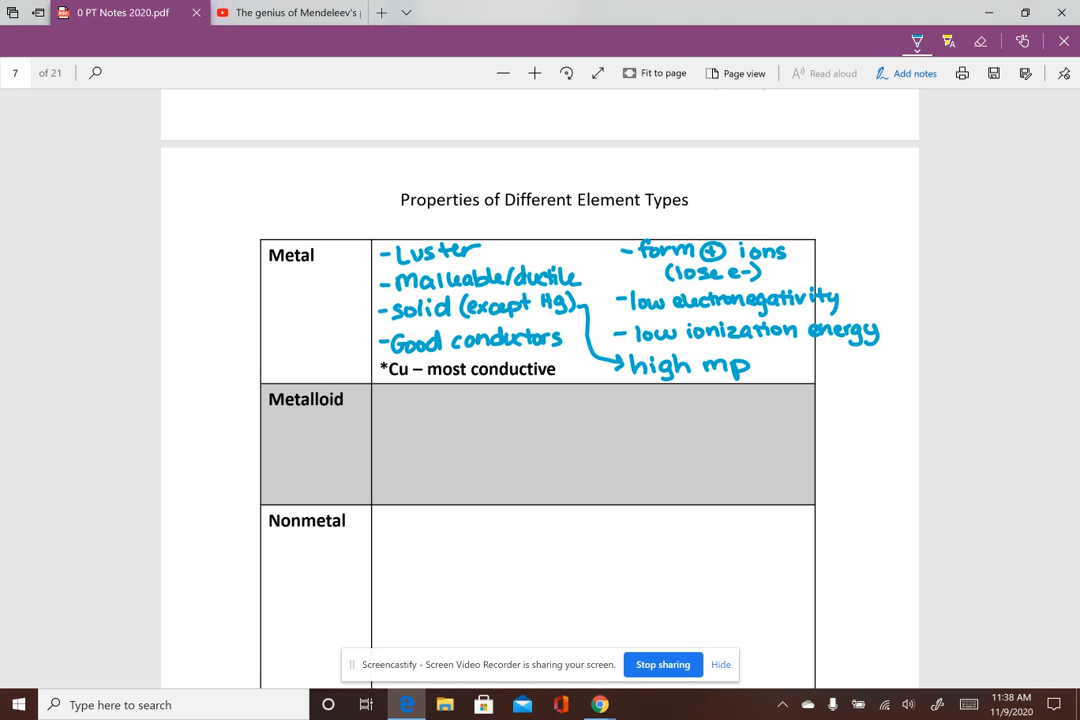 0 PT Notes 2020.pdf
The genius of Mendeleev's
7 of 21
Fit to page
Page view
Read aloud
Add notes
Properties of Different Element Types
Metal
- Luster
- Malleable/ductile
- solid (except Hg)
- Good conductors
*Cu – most conductive
- form + ions
(lose e-)
- low electronegativity
- low ionization energy
high mp
Metalloid
Nonmetal
Screencastify - Screen Video Recorder is sharing your screen.
Stop sharing
Hide
Type here to search
11:38 AM
11/9/2020